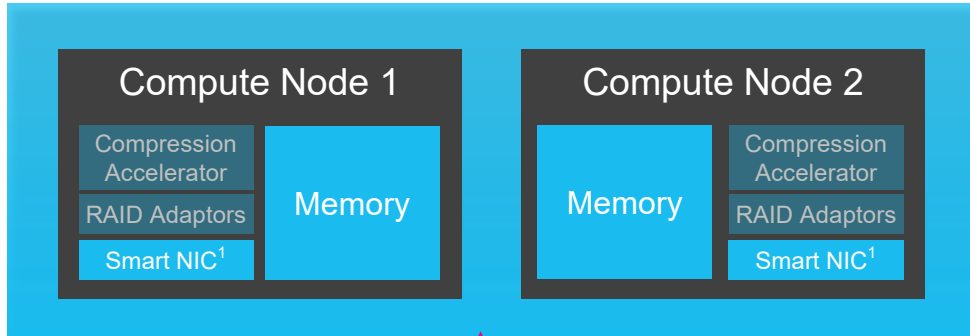 Compute Node 1
Compression
Accelerator
RAID Adaptors
Smart NIC¹
Memory
Compute Node 2
Memory
Compression
Accelerator
RAID Adaptors
Smart NIC¹